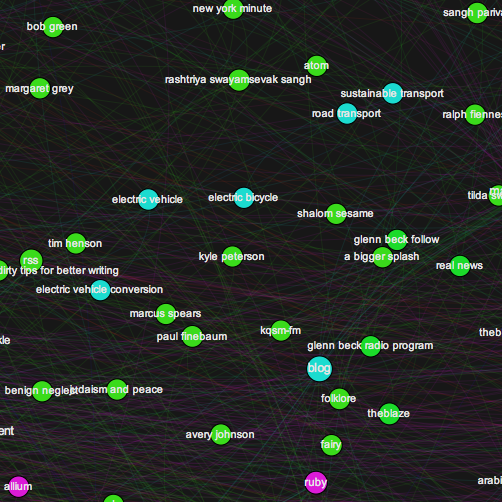 new york minute
sangh pariv
bob green
er
atom
rashtriya swayamsevak sangh
margaret grey
sustainable transport
road transport
ralph fiennes
electric vehicle
electric bicycle
tilda sw
shalom sesame
tim henson
glenn beck follow
kyle peterson
a bigger splash
rss
real news
dirty tips for better writing
electric vehicle conversion
marcus spears
kqsm-fm
theb
paul finebaum
glenn beck radio program
blog
benign neglect
judaism and peace
folklore
theblaze
ent
avery johnson
fairy
allium
ruby
arabi